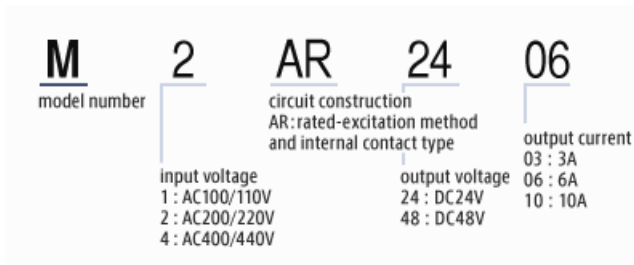 M 2 AR 24 06
model number
circuit construction
AR:rated-excitation method
and internal contact type
input voltage
1 : AC100/110V
2 : AC200/220V
4 : AC400/440V
output voltage
24 : DC24V
48 : DC48V
output current
03 : 3A
06 : 6A
10 : 10A